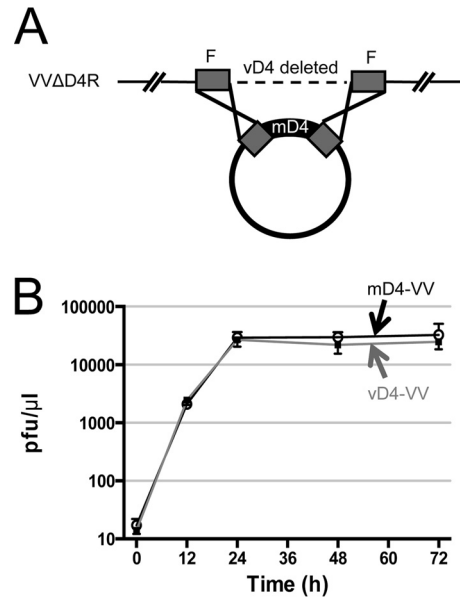 A
F
F
VVΔD4R
vD4 deleted
mD4
B
mD4-VV
vD4-VV
pfu/µl
100000
10000
1000
100
10
0 12 24 36 48 60 72
Time (h)